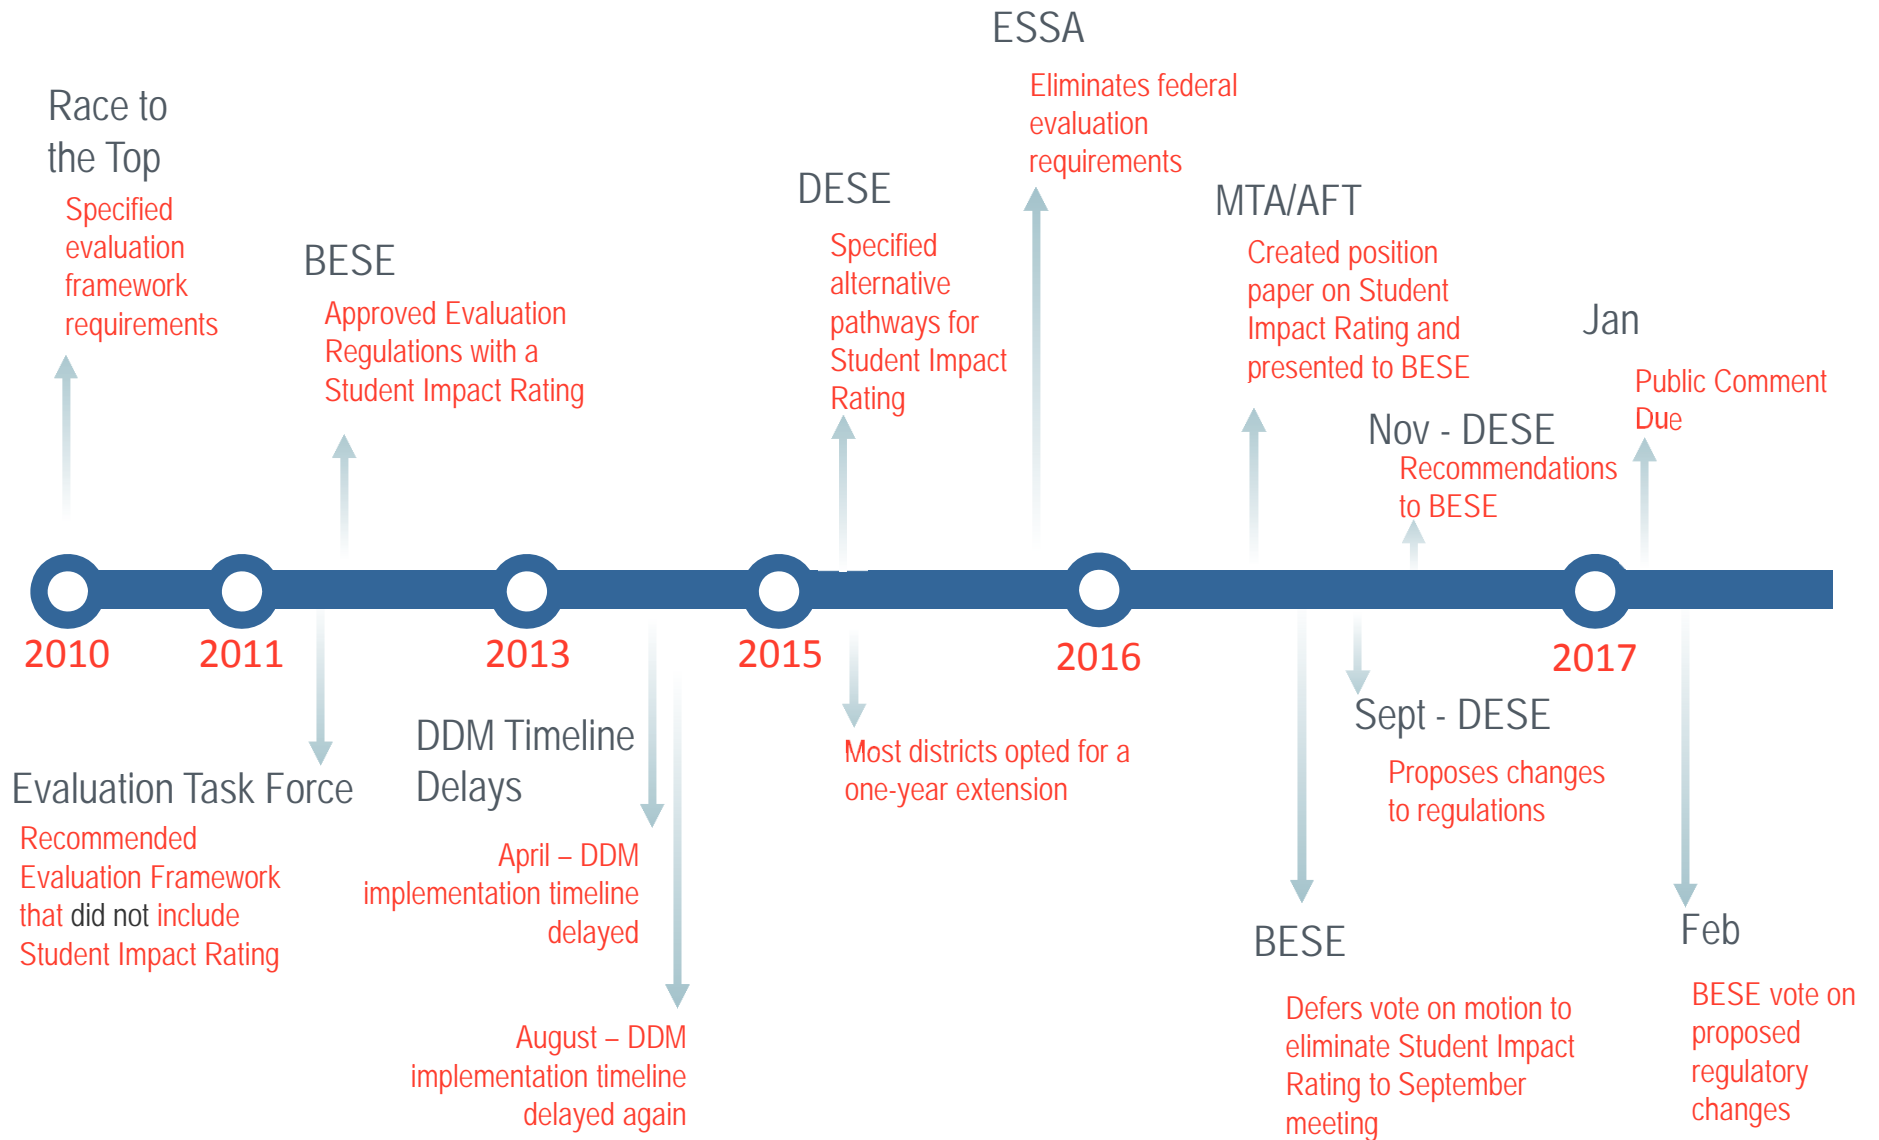 Race to
the Top
Specified
evaluation
framework
requirements
BESE
Approved Evaluation
Regulations with a
Student Impact Rating
DESE
Specified
alternative
pathways for
Student Impact
Rating
ESSA
Eliminates federal
evaluation
requirements
MTA/AFT
Created position
paper on Student
Impact Rating and
presented to BESE
Nov - DESE
Recommendations
to BESE
Jan
Public Comment
Due
2010
2011
2013
2015
2016
2017
Evaluation Task Force
Recommended
Evaluation Framework
that did not include
Student Impact Rating
DDM Timeline
Delays
April – DDM
implementation timeline
delayed
August – DDM
implementation timeline
delayed again
Most districts opted for a
one-year extension
BESE
Defers vote on motion to
eliminate Student Impact
Rating to September
meeting
Sept - DESE
Proposes changes
to regulations
Feb
BESE vote on
proposed
regulatory
changes